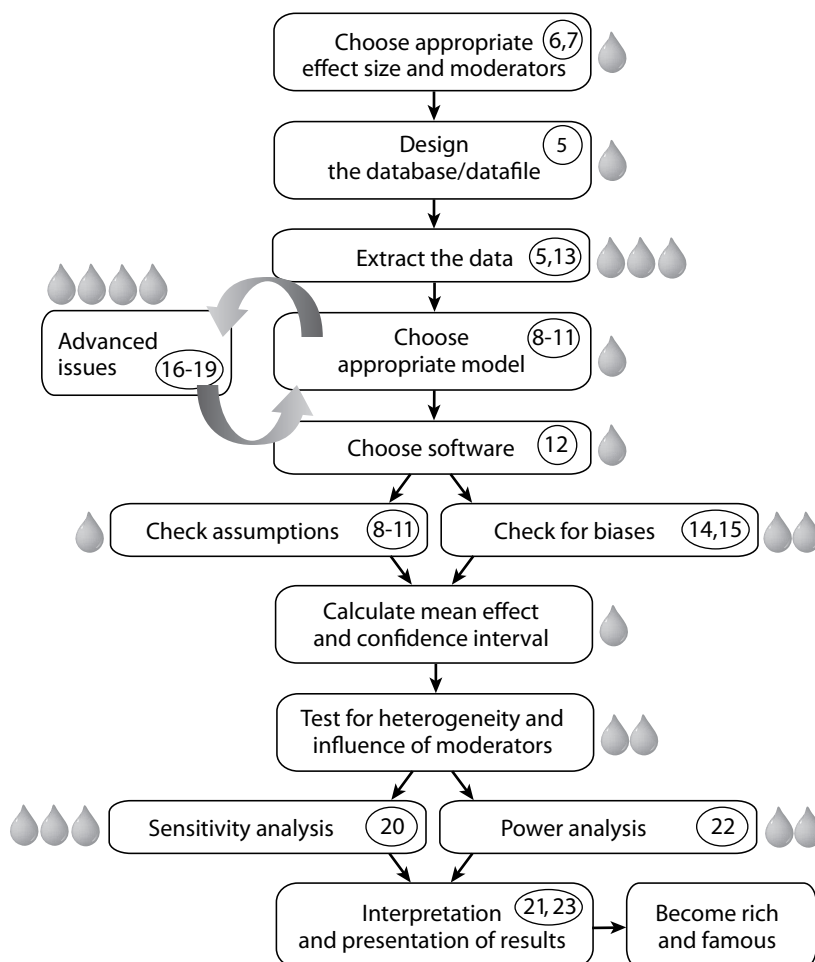 Choose appropriate 6,7
effect size and moderators
Design 5
the database/datafile
Extract the data 5,13
Advanced
issues 16-19
Choose 8-11
appropriate model
Choose software 12
Check assumptions 8-11
Check for biases 14,15
Calculate mean effect
and confidence interval
Test for heterogeneity and
influence of moderators
Sensitivity analysis 20
Power analysis 22
Interpretation 21, 23
and presentation of results
Become rich
and famous